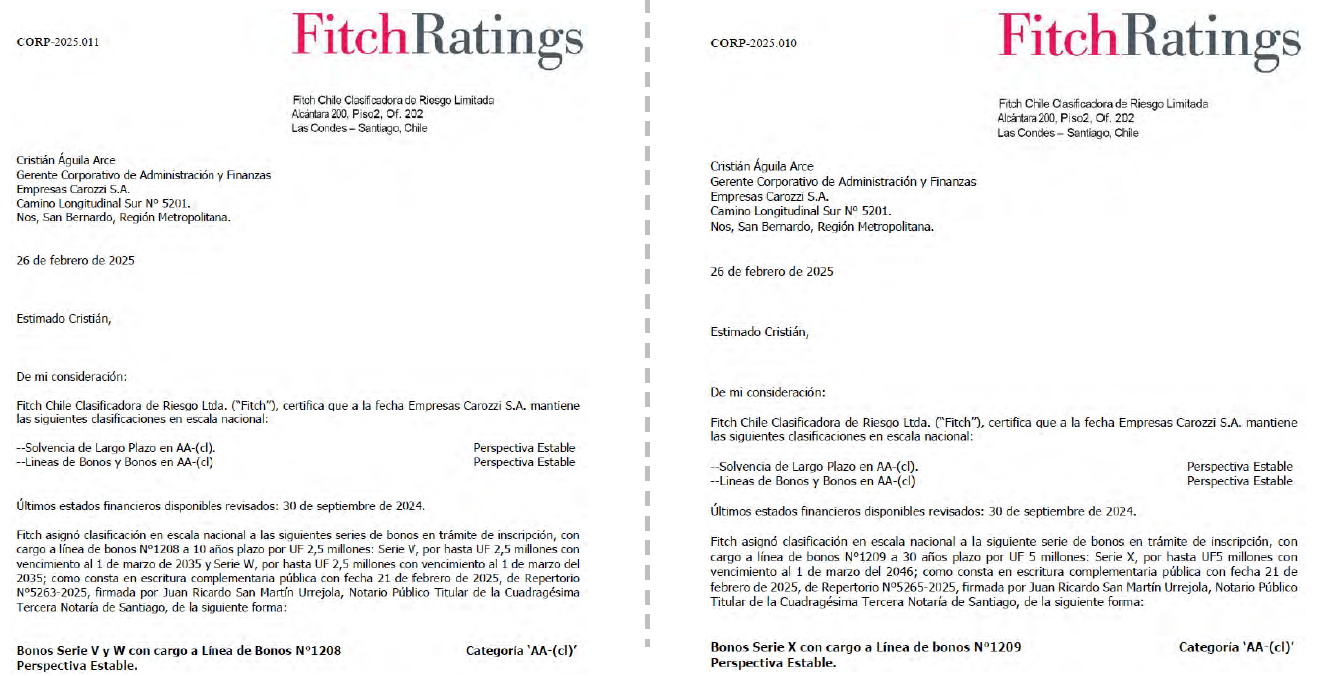 CORP-2025.011
FitchRatings
Fitch Chile Clasificadora de Riesgo Limitada
Alcántara 200, Piso2, Of. 202
Las Condes – Santiago, Chile
Cristián Águila Arce
Gerente Corporativo de Administración y Finanzas
Empresas Carozzi S.A.
Camino Longitudinal Sur Nº 5201.
Nos, San Bernardo, Región Metropolitana.
26 de febrero de 2025
Estimado Cristián,
De mi consideración:
Fitch Chile Clasificadora de Riesgo Ltda. (“Fitch”), certifica que a la fecha Empresas Carozzi S.A. mantiene
las siguientes clasificaciones en escala nacional:
--Solvencia de Largo Plazo en AA-(cl). Perspectiva Estable
--Lineas de Bonos y Bonos en AA-(cl) Perspectiva Estable
Últimos estados financieros disponibles revisados: 30 de septiembre de 2024.
Fitch asignó clasificación en escala nacional a las siguientes series de bonos en trámite de inscripción, con
cargo a línea de bonos Nº1208 a 10 años plazo por UF 2,5 millones: Serie V, por hasta UF 2,5 millones con
vencimiento al 1 de marzo de 2035 y Serie W, por hasta UF 2,5 millones con vencimiento al 1 de marzo del
2035; como consta en escritura complementaria pública con fecha 21 de febrero de 2025, de Repertorio
Nº5263-2025, firmada por Juan Ricardo San Martín Urrejola, Notario Público Titular de la Cuadragésima
Tercera Notaría de Santiago, de la siguiente forma:
Bonos Serie V y W con cargo a Línea de Bonos Nº1208 Categoría ‘AA-(cl)’
Perspectiva Estable.
CORP-2025.010
FitchRatings
Fitch Chile Clasificadora de Riesgo Limitada
Alcántara 200, Piso2, Of. 202
Las Condes – Santiago, Chile
Cristián Águila Arce
Gerente Corporativo de Administración y Finanzas
Empresas Carozzi S.A.
Camino Longitudinal Sur Nº 5201.
Nos, San Bernardo, Región Metropolitana.
26 de febrero de 2025
Estimado Cristián,
De mi consideración:
Fitch Chile Clasificadora de Riesgo Ltda. (“Fitch”), certifica que a la fecha Empresas Carozzi S.A. mantiene
las siguientes clasificaciones en escala nacional:
--Solvencia de Largo Plazo en AA-(cl). Perspectiva Estable
--Lineas de Bonos y Bonos en AA-(cl) Perspectiva Estable
Últimos estados financieros disponibles revisados: 30 de septiembre de 2024.
Fitch asignó clasificación en escala nacional a la siguiente serie de bonos en trámite de inscripción, con
cargo a línea de bonos Nº1209 a 30 años plazo por UF 5 millones: Serie X, por hasta UF5 millones con
vencimiento al 1 de marzo del 2046; como consta en escritura complementaria pública con fecha 21 de
febrero de 2025, de Repertorio Nº5265-2025, firmada por Juan Ricardo San Martín Urrejola, Notario Público
Titular de la Cuadragésima Tercera Notaría de Santiago, de la siguiente forma:
Bonos Serie X con cargo a Línea de bonos Nº1209 Categoría ‘AA-(cl)’
Perspectiva Estable.